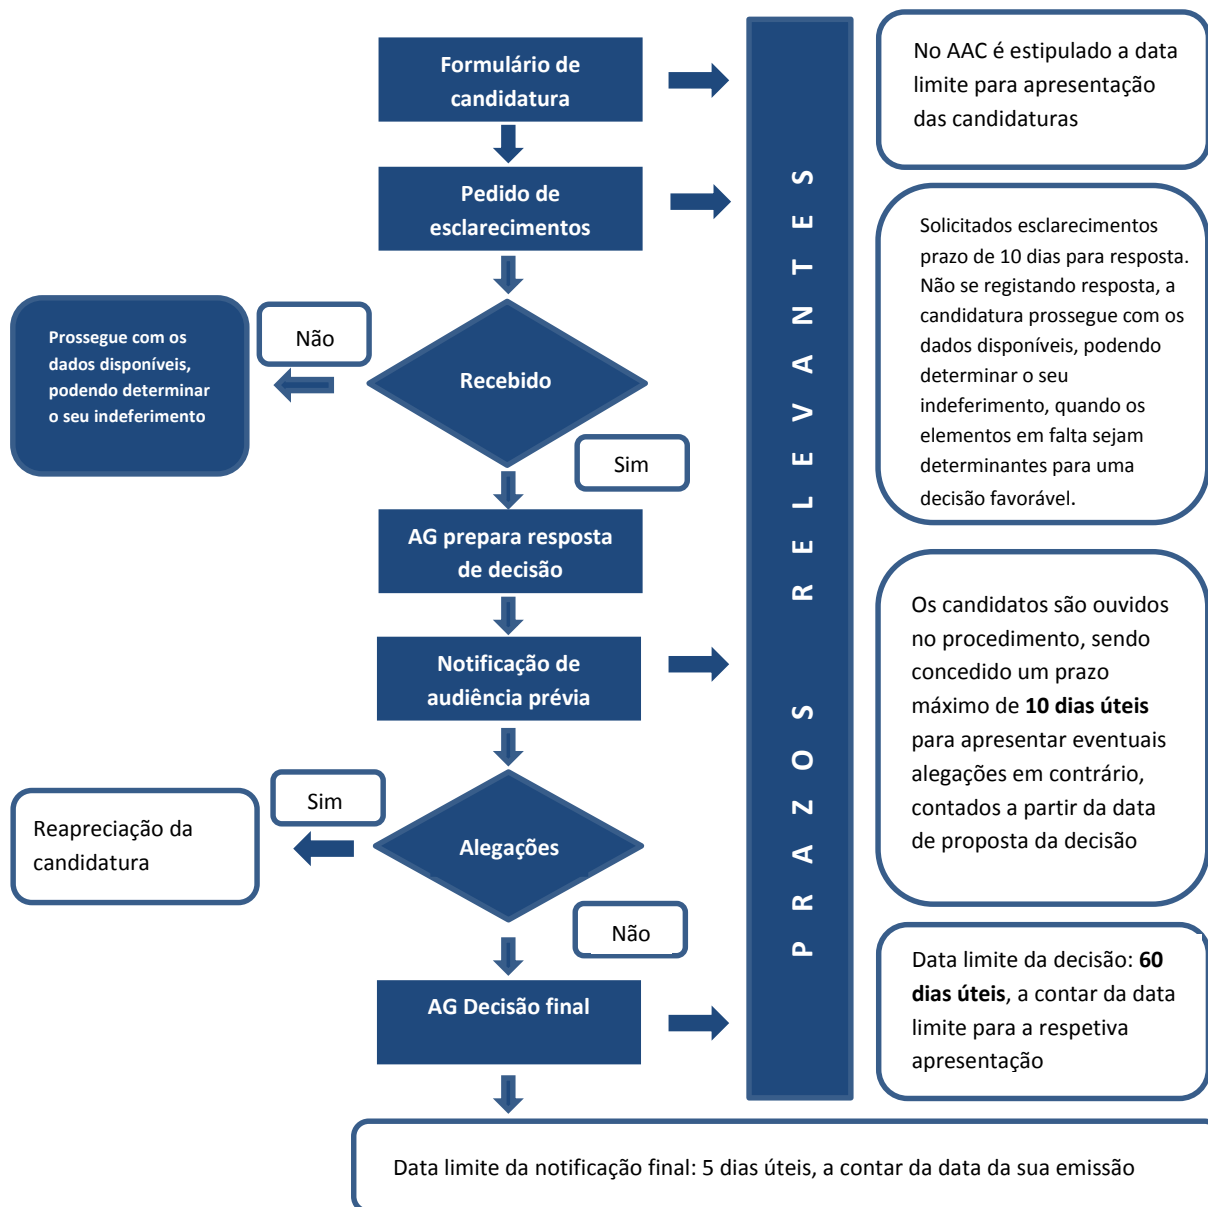 Formulário de
candidatura
No AAC é estipulado a data
limite para apresentação
das candidaturas
Pedido de
esclarecimentos
Solicitados esclarecimentos
prazo de 10 dias para resposta.
Não se registando resposta, a
candidatura prossegue com os
dados disponíveis, podendo
determinar o seu
indeferimento, quando os
elementos em falta sejam
determinantes para uma
decisão favorável.
Recebido
Não
Prossegue com os
dados disponíveis,
podendo determinar
o seu indeferimento
Sim
AG prepara resposta
de decisão
Notificação de
audiência prévia
Os candidatos são ouvidos
no procedimento, sendo
concedido um prazo
máximo de 10 dias úteis
para apresentar eventuais
alegações em contrário,
contados a partir da data
de proposta da decisão
Alegações
Sim
Reapreciação da
candidatura
Não
AG Decisão final
Data limite da decisão: 60
dias úteis, a contar da data
limite para a respetiva
apresentação
PRAZOS RELEVANTES
Data limite da notificação final: 5 dias úteis, a contar da data da sua emissão